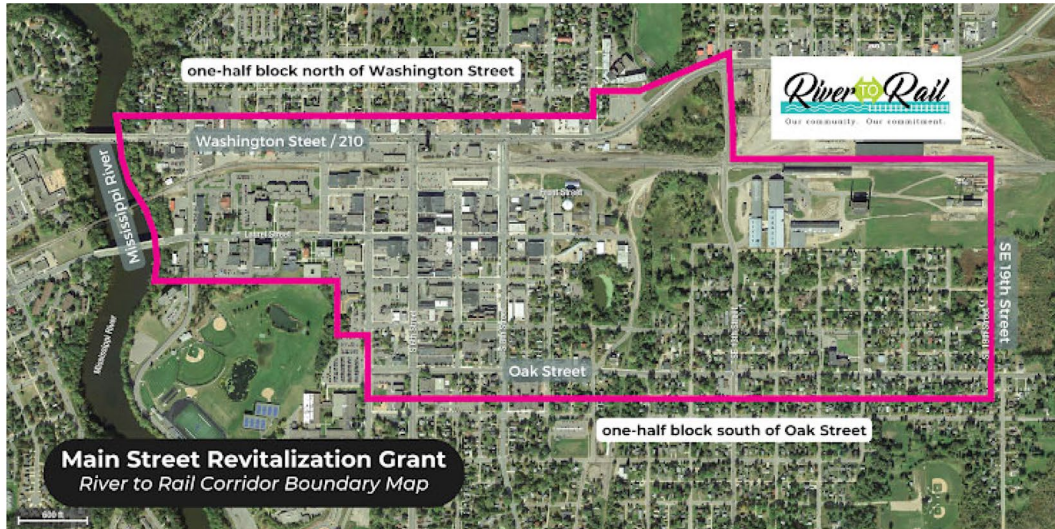 one-half block north of Washington Street
River TO Rail
Our community. Our commitment.
Washington Steet / 210
Mississippi River
Front Street
Laurel Street
SE 19th Street
Mississippi River
Oak Street
one-half block south of Oak Street
Main Street Revitalization Grant
River to Rail Corridor Boundary Map
600 ft